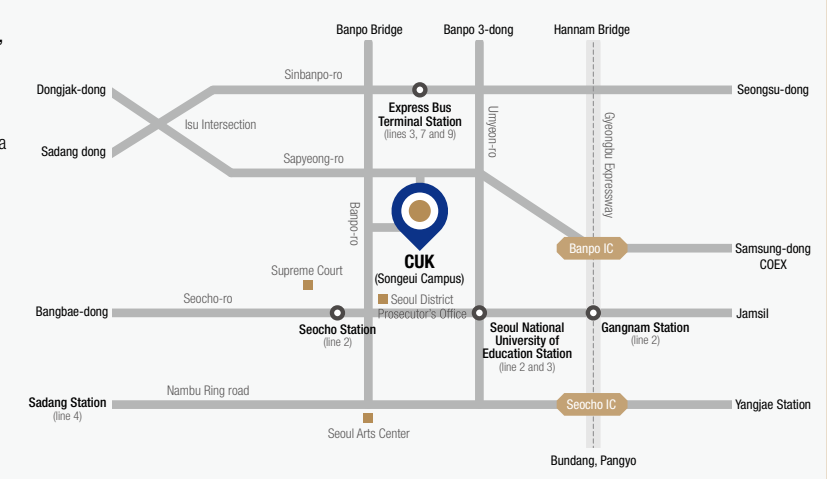 ,
a
Banpo Bridge
Banpo 3-dong
Hannam Bridge
Sinbanpo-ro
Dongjak-dong
Seongsu-dong
Express Bus
Terminal Station
(lines 3, 7 and 9)
Isu Intersection
Umyeon-ro
Gyeongbu Expressway
Sadang dong
Sapyeong-ro
Banpo-ro
Banpo IC
Samsung-dong
COEX
CUK
(Songeui Campus)
Supreme Court
Seocho-ro
Seoul District
Prosecutor's Office
Bangbae-dong
Jamsil
Seocho Station
(line 2)
Seoul National
University of
Education Station
(line 2 and 3)
Gangnam Station
(line 2)
Nambu Ring road
Sadang Station
(line 4)
Seocho IC
Yangjae Station
Seoul Arts Center
Bundang, Pangyo